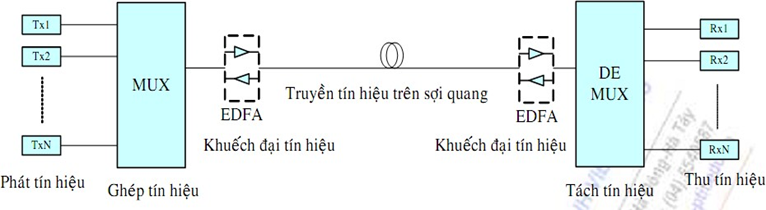 Tx1
Tx2
TxN
Phát tín hiệu
MUX
Ghép tín hiệu
EDFA
Khuếch đại tín hiệu
Truyền tín hiệu trên sợi quang
EDFA
Khuếch đại tín hiệu
DE
MUX
Tách tín hiệu
Rx1
Rx2
RxN
Thu tín hiệu